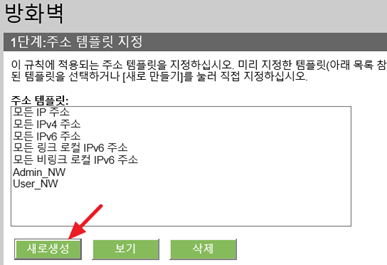 방화벽
1단계:주소 템플릿 지정
이 규칙에 적용되는 주소 템플릿을 지정하십시오. 미리 지정한 템플릿(아래 목록 참
된 템플릿을 선택하거나 [새로 만들기]를 눌러 직접 지정하십시오.
주소 템플릿:
모든 IP 주소
모든 IPv4 주소
모든 IPv6 주소
모든 링크 로컬 IPv6 주소
모든 비링크 로컬 IPv6 주소
Admin_NW
User_NW
새로생성 보기 삭제